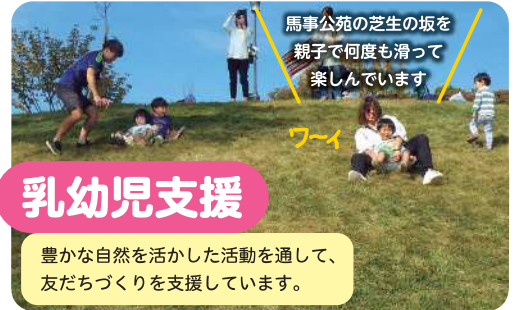 馬事公苑の芝生の坂を
親子で何度も滑って
楽しんでいます
ワ〜ィ
乳幼児支援
豊かな自然を活かした活動を通して、
友だちづくりを支援しています。